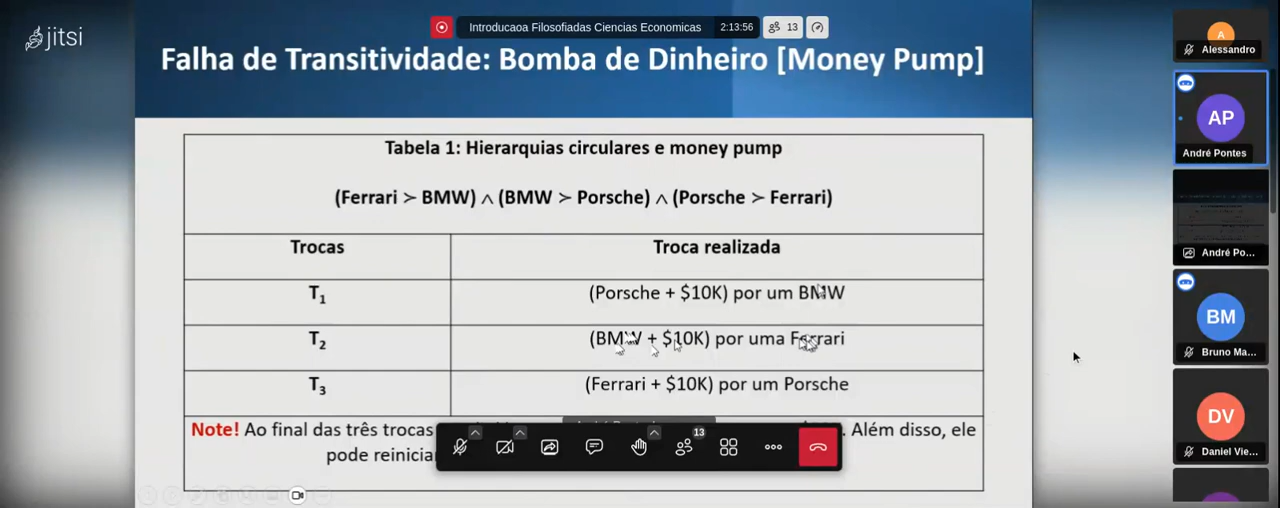 jitsi
Introducaoa Filosofiadas Ciencias Economicas
2:13:56
13
Falha de Transitividade: Bomba de Dinheiro [Money Pump]
Tabela 1: Hierarquias circulares e money pump
(Ferrari ≻ BMW) ∧ (BMW ≻ Porsche) ∧ (Porsche ≻ Ferrari)
Trocas
Troca realizada
T₁
(Porsche + $10K) por um BMW
T₂
(BMW + $10K) por uma Ferrari
T₃
(Ferrari + $10K) por um Porsche
Note! Ao final das três trocas
. Além disso, ele
pode reiniciar
13
A
Alessandro
AP
André Pontes
André Po...
BM
Bruno Ma...
DV
Daniel Vie...